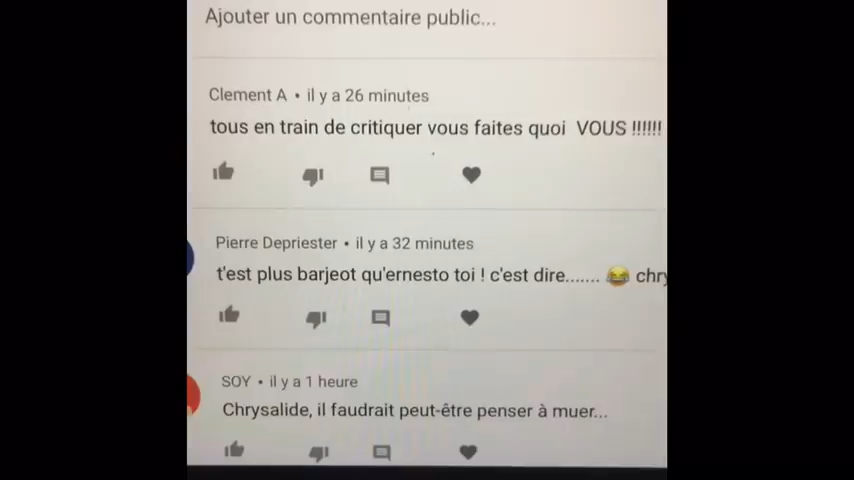 Ajouter un commentaire public...
Clement A • il y a 26 minutes
tous en train de critiquer vous faites quoi VOUS !!!!!!
Pierre Depriester • il y a 32 minutes
t'est plus barjeot qu'ernesto toi ! c'est dire....... 😂 chry
SOY • il y a 1 heure
Chrysalide, il faudrait peut-être penser à muer...